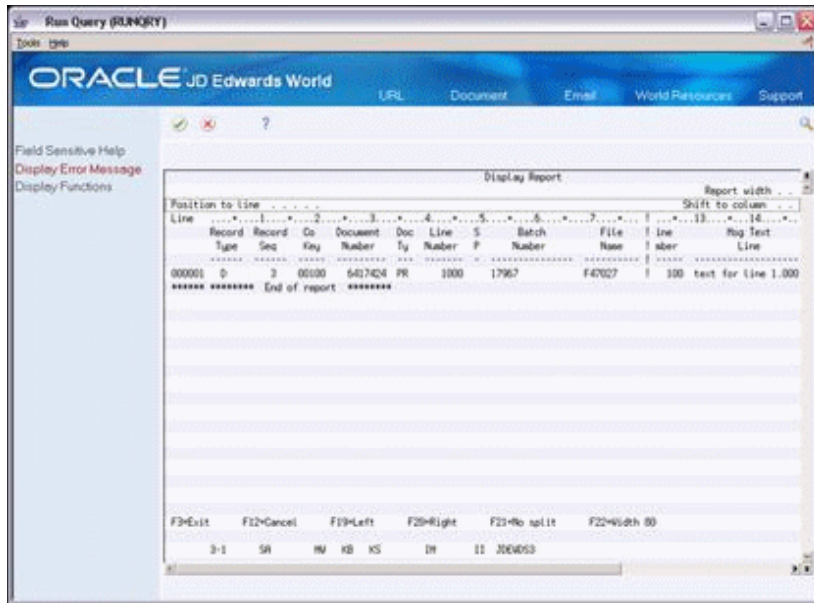 Run Query (RUNQRY)
Tools Help
ORACLE JD Edwards World
URL Document Email World Resources Support
?
Field Sensitive Help
Display Error Message
Display Functions
Display Report
Report width . .
Position to line . . . . .
Shift to column . .
Line ....+....1....+....2....+....3....+....4....+....5....+....6....+....7....+... ! ...+....13....+....14....+..
Record Record Co Document Doc Line S Batch File ! ine Msg Text
Type Seq Key Number Ty Number P Number Name ! mber Line
000001 D 3 00100 6417424 PR 1000 17967 F47027 ! 100 text for line 1.000
****** ******** End of report ********
F3=Exit F12=Cancel F19=Left F20=Right F21=No split F22=Width 80
3-1 SA MW KB KS IM II JDEWDS3